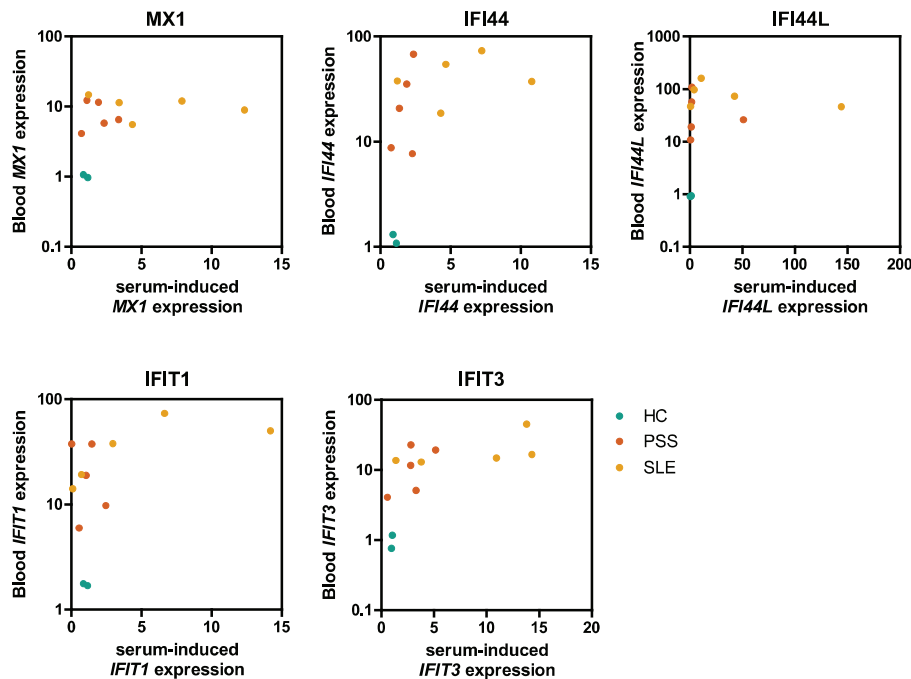 MX1
100
10
1
0.1
0
5
10
15
Blood MX1 expression
serum-induced
MX1 expression
IFI44
100
10
1
0
5
10
15
Blood IFI44 expression
serum-induced
IFI44 expression
IFI44L
1000
100
10
1
0.1
0
50
100
150
200
Blood IFI44L expression
serum-induced
IFI44L expression
IFIT1
100
10
1
0
5
10
15
Blood IFIT1 expression
serum-induced
IFIT1 expression
IFIT3
100
10
1
0.1
0
5
10
15
20
Blood IFIT3 expression
serum-induced
IFIT3 expression
HC
PSS
SLE